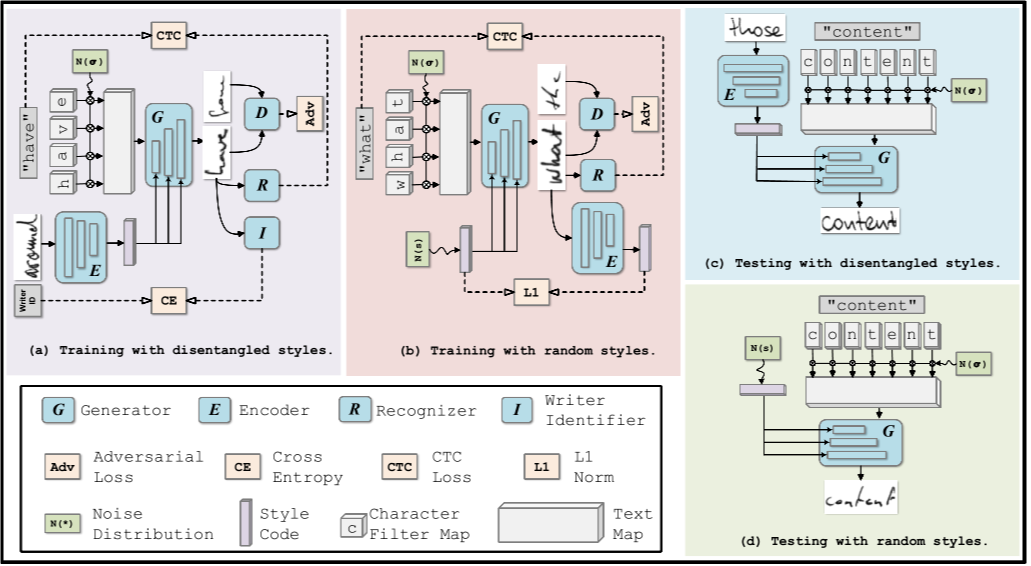 CTC
N(σ)
"have"
e
v
a
h
G
from
have
D
Adv
R
I
around
E
Writer
ID
CE
(a) Training with disentangled styles.
CTC
N(σ)
"what"
t
a
h
w
G
the
what
D
Adv
R
E
N(s)
L1
(b) Training with random styles.
those
E
"content"
c o n t e n t
N(σ)
G
content
(c) Testing with disentangled styles.
"content"
c o n t e n t
N(s)
N(σ)
G
content
(d) Testing with random styles.
G Generator
E Encoder
R Recognizer
I Writer
Identifier
Adv Adversarial
Loss
CE Cross
Entropy
CTC CTC
Loss
L1 L1
Norm
N(*) Noise
Distribution
Style
Code
c Character
Filter Map
Text
Map